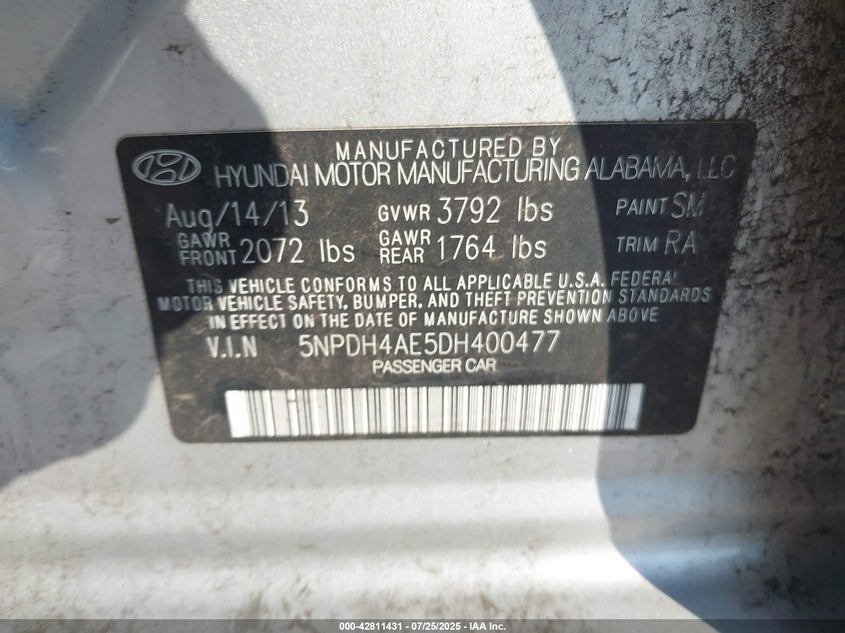 MANUFACTURED BY
HYUNDAI MOTOR MANUFACTURING ALABAMA, LLC
Aug/14/13 GVWR 3792 lbs PAINT SM
GAWR FRONT 2072 lbs GAWR REAR 1764 lbs TRIM RA
THIS VEHICLE CONFORMS TO ALL APPLICABLE U.S.A. FEDERAL
MOTOR VEHICLE SAFETY, BUMPER, AND THEFT PREVENTION STANDARDS
IN EFFECT ON THE DATE OF MANUFACTURE SHOWN ABOVE
V.I.N 5NPDH4AE5DH400477
PASSENGER CAR
000-42811431 - 07/25/2025 - IAA Inc.